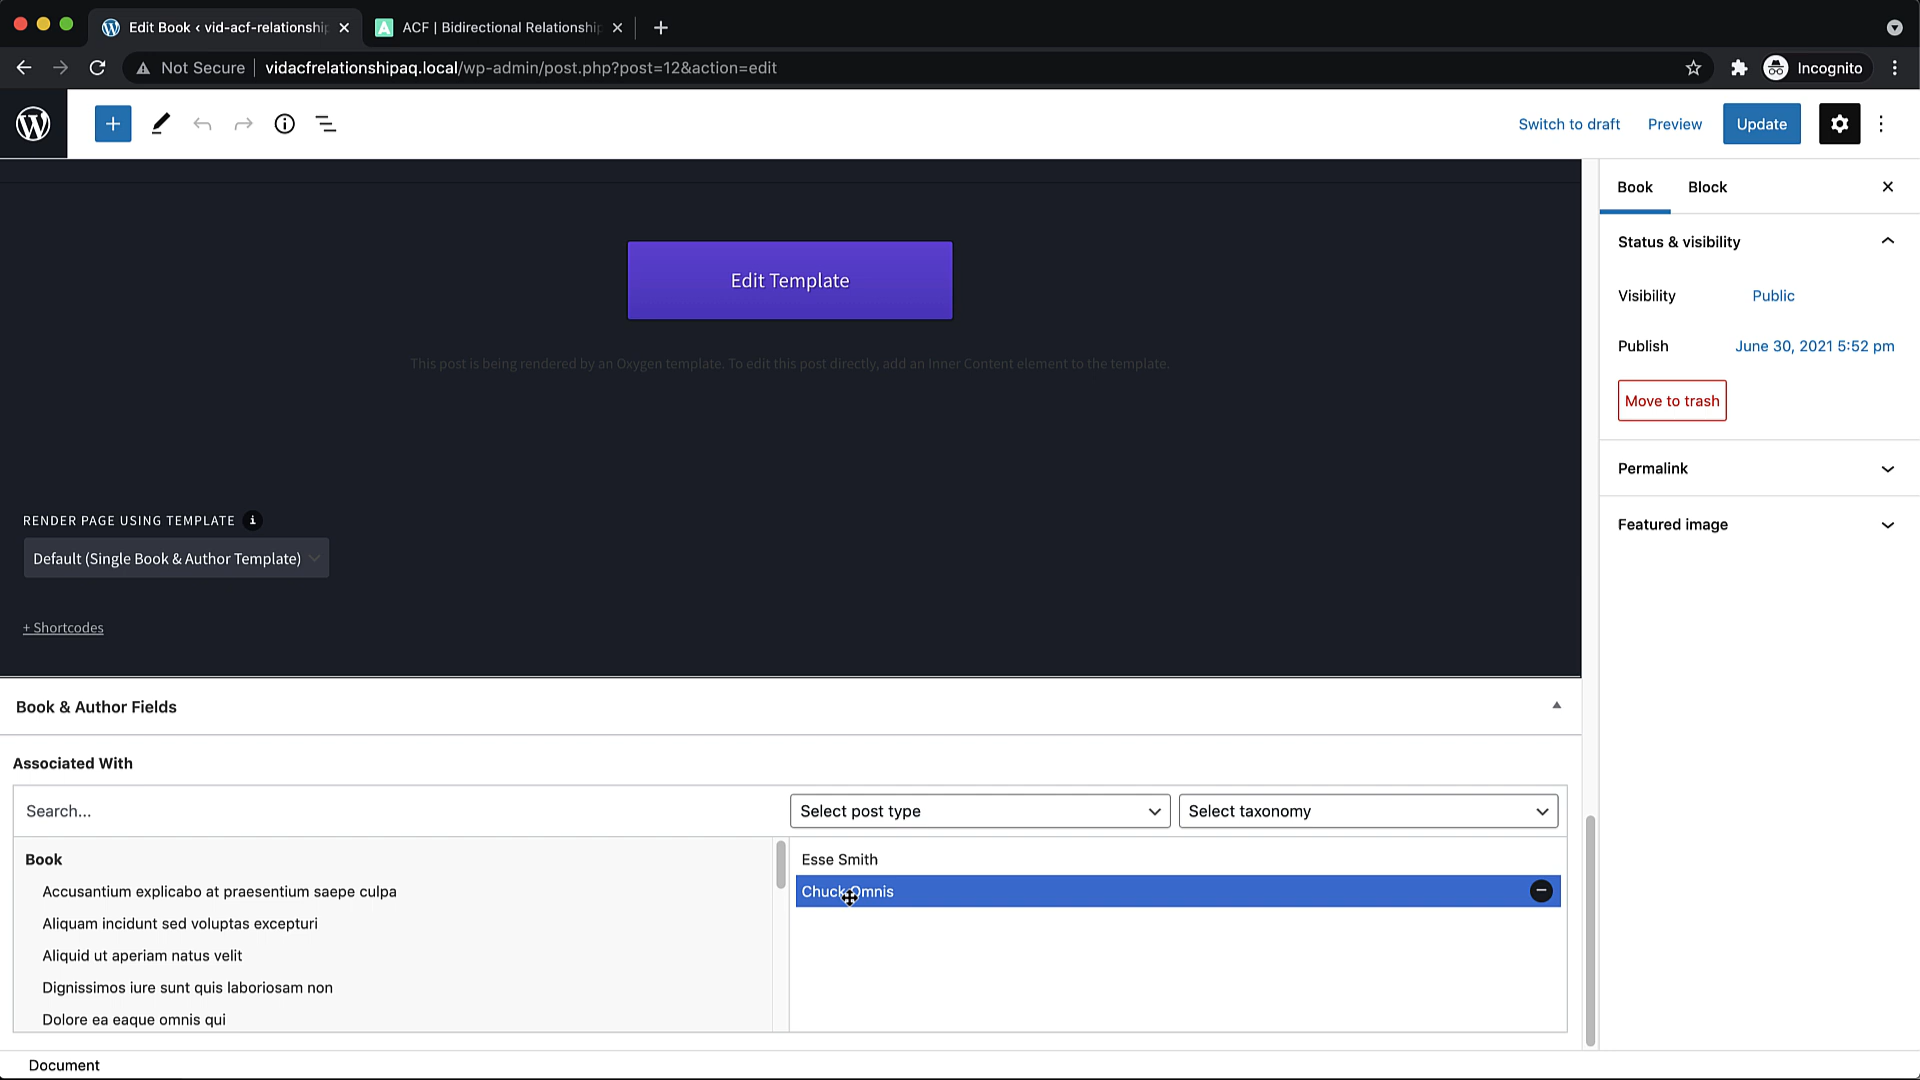 Edit Book ‹ vid-acf-relationship
ACF | Bidirectional Relationship
Not Secure
vidacfrelationshipaq.local/wp-admin/post.php?post=12&action=edit
Incognito
Switch to draft
Preview
Update
Book
Block
Edit Template
This post is being rendered by an Oxygen template. To edit this post directly, add an Inner Content element to the template.
Status & visibility
Visibility
Public
Publish
June 30, 2021 5:52 pm
Move to trash
Permalink
Featured image
RENDER PAGE USING TEMPLATE
Default (Single Book & Author Template)
+ Shortcodes
Book & Author Fields
Associated With
Search...
Select post type
Select taxonomy
Book
Accusantium explicabo at praesentium saepe culpa
Aliquam incidunt sed voluptas excepturi
Aliquid ut aperiam natus velit
Dignissimos iure sunt quis laboriosam non
Dolore ea eaque omnis qui
Esse Smith
Chuck Omnis
Document